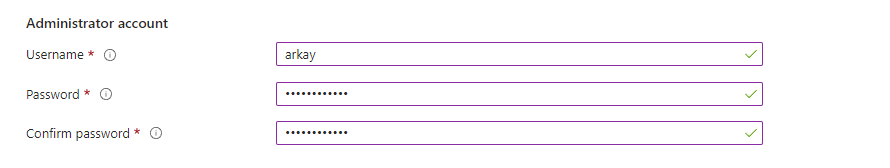 Administrator account
Username * arkay
Password * ••••••••••••
Confirm password * ••••••••••••